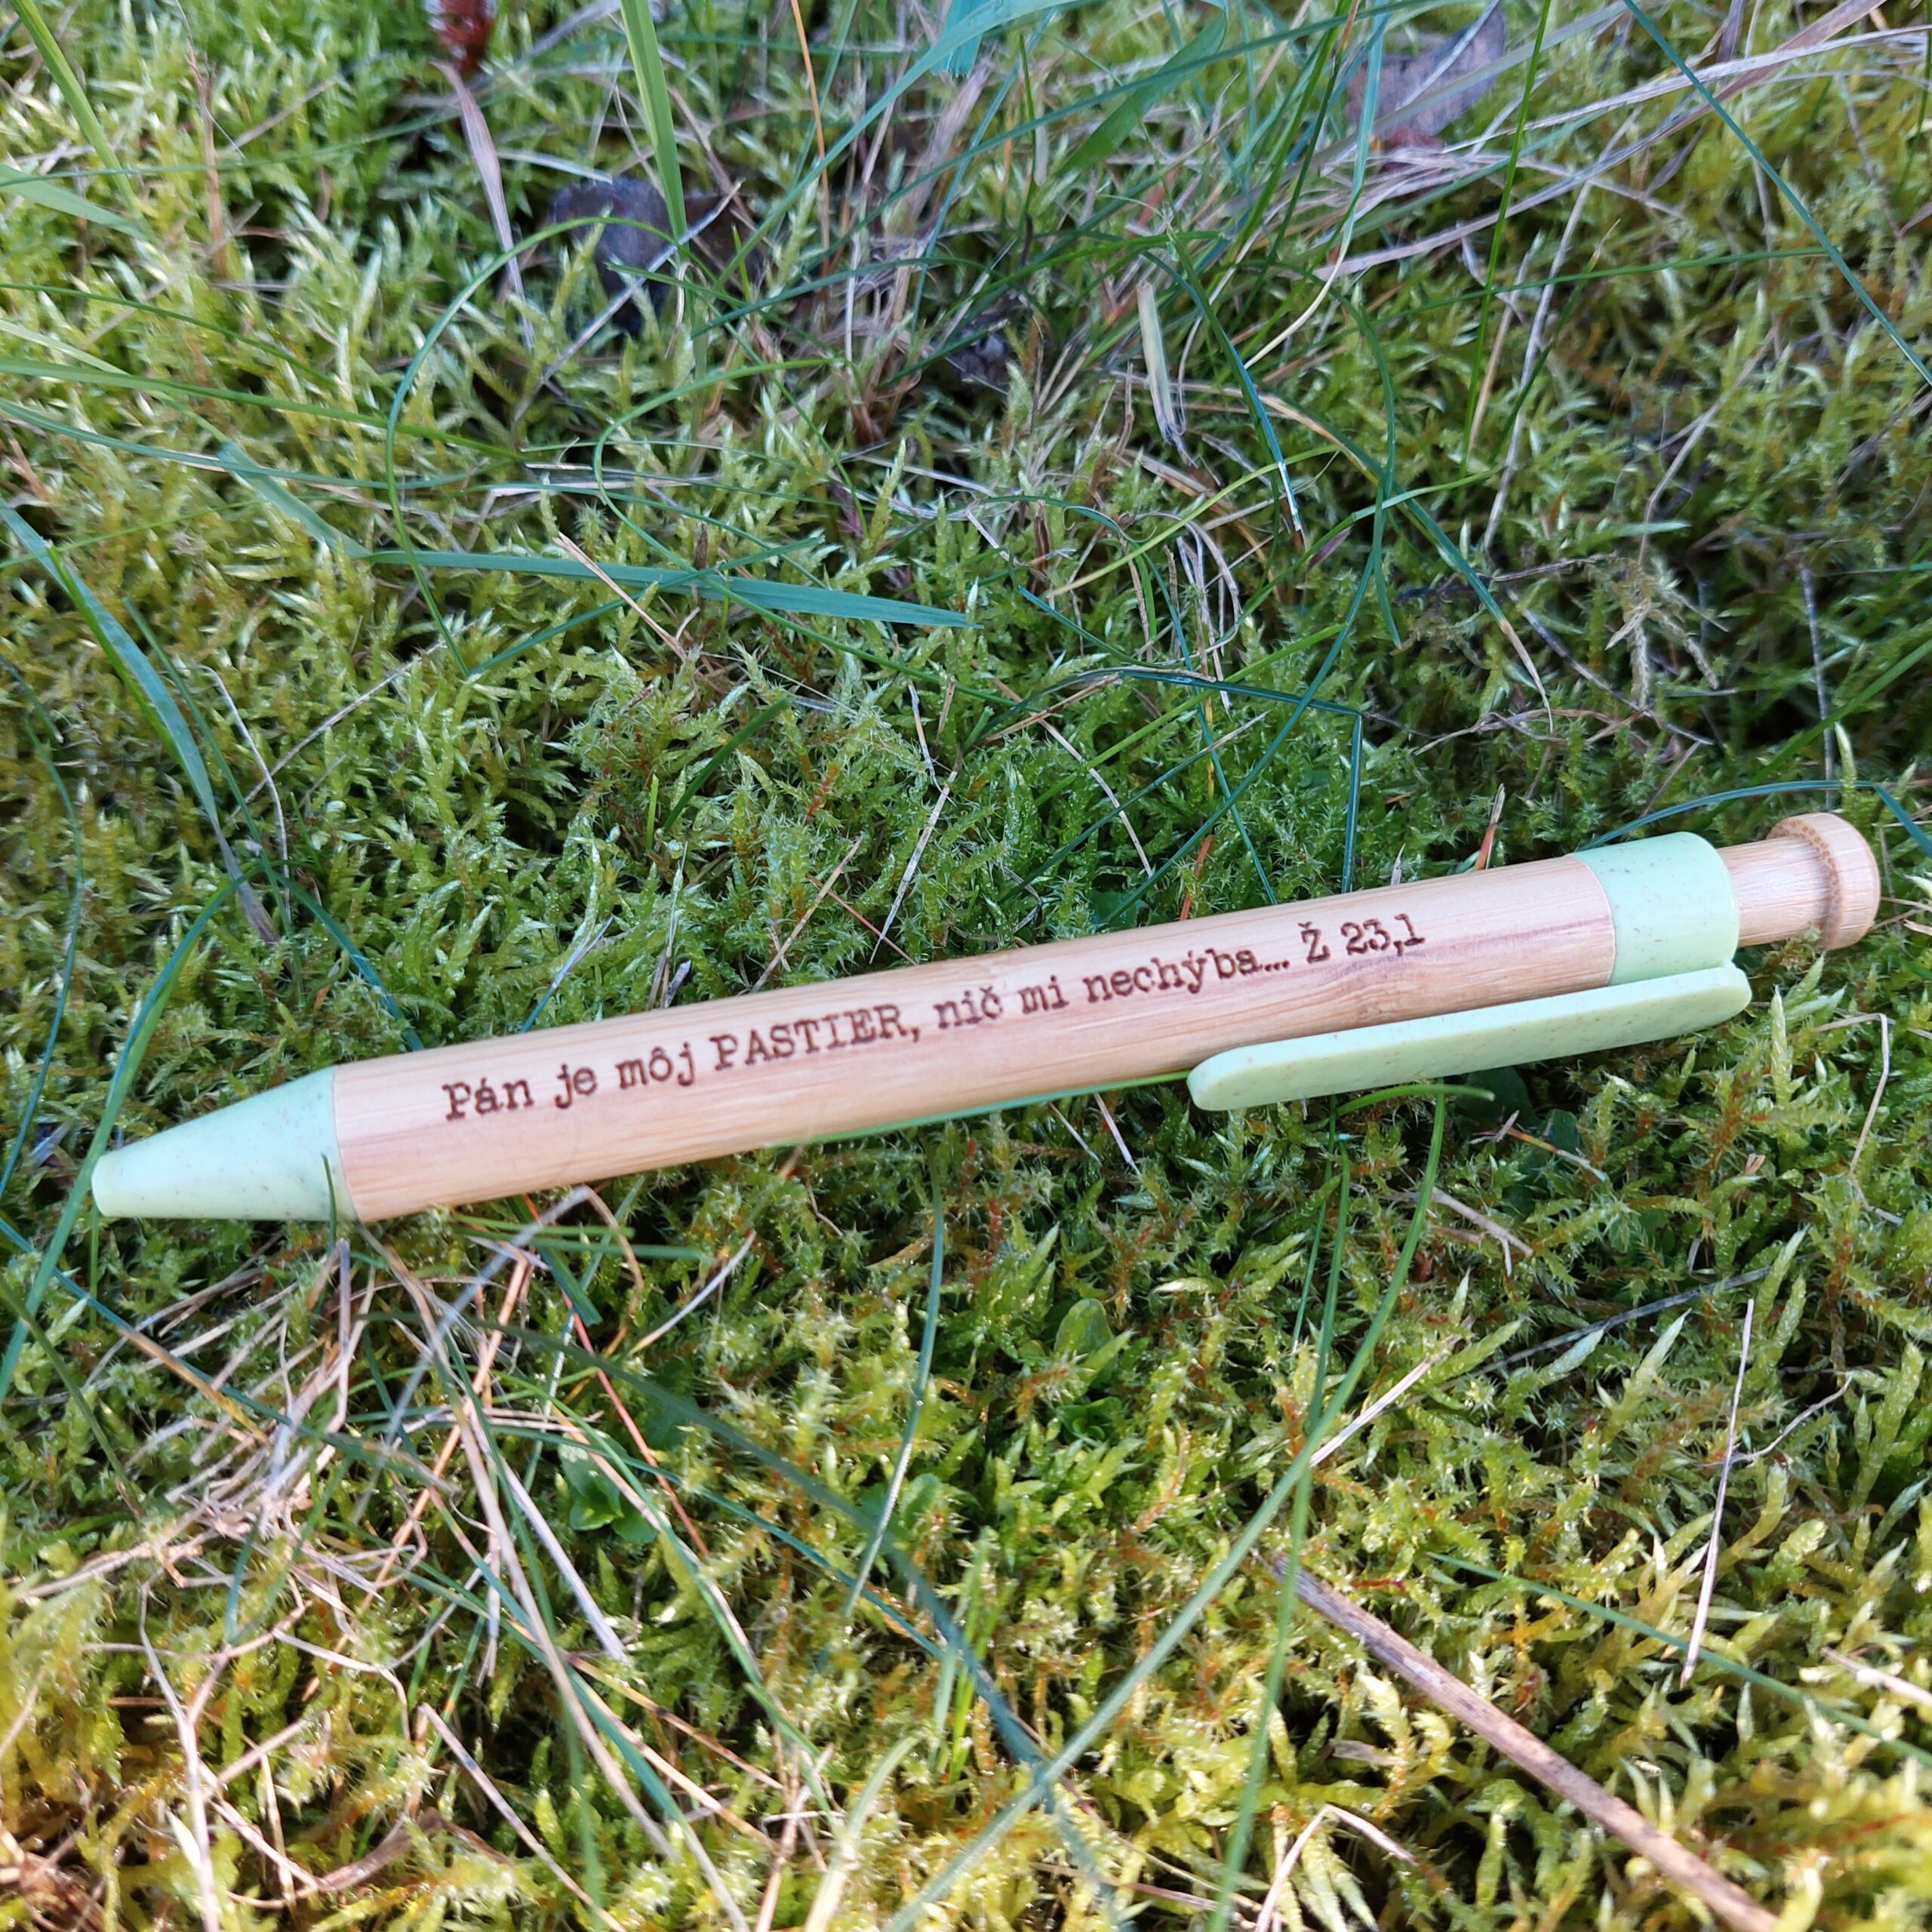 Pán je môj PASTIER, nič mi nechýba... Ž 23,1